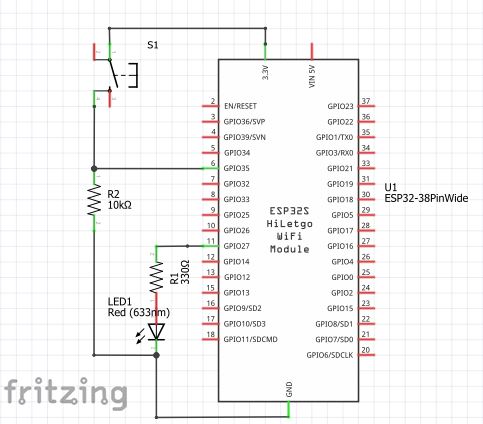 S1
3.3V
VIN 5V
2 EN/RESET GPIO23 37
3 GPIO36/SVP GPIO22 36
4 GPIO39/SVN GPIO1/TX0 35
5 GPIO34 GPIO3/RX0 34
6 GPIO35 GPIO21 33
7 GPIO32 GPIO19 31
8 GPIO33 GPIO18 30
9 GPIO25 GPIO5 29
10 GPIO26 GPIO17 28
11 GPIO27 GPIO16 27
12 GPIO14 GPIO4 26
13 GPIO12 GPIO0 25
15 GPIO13 GPIO2 24
16 GPIO9/SD2 GPIO15 23
17 GPIO10/SD3 GPIO8/SD1 22
18 GPIO11/SDCMD GPIO7/SD0 21
GPIO6/SDCLK 20
U1
ESP32-38PinWide
ESP32S
HiLetgo
WiFi
Module
R2
10kΩ
R1
330Ω
LED1
Red (633nm)
GND
fritzing